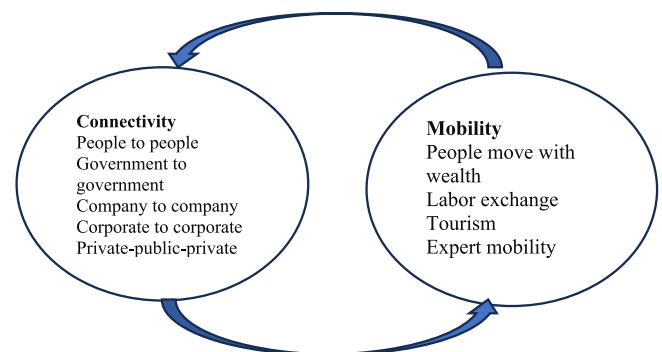 Connectivity
People to people
Government to
government
Company to company
Corporate to corporate
Private-public-private
Mobility
People move with
wealth
Labor exchange
Tourism
Expert mobility